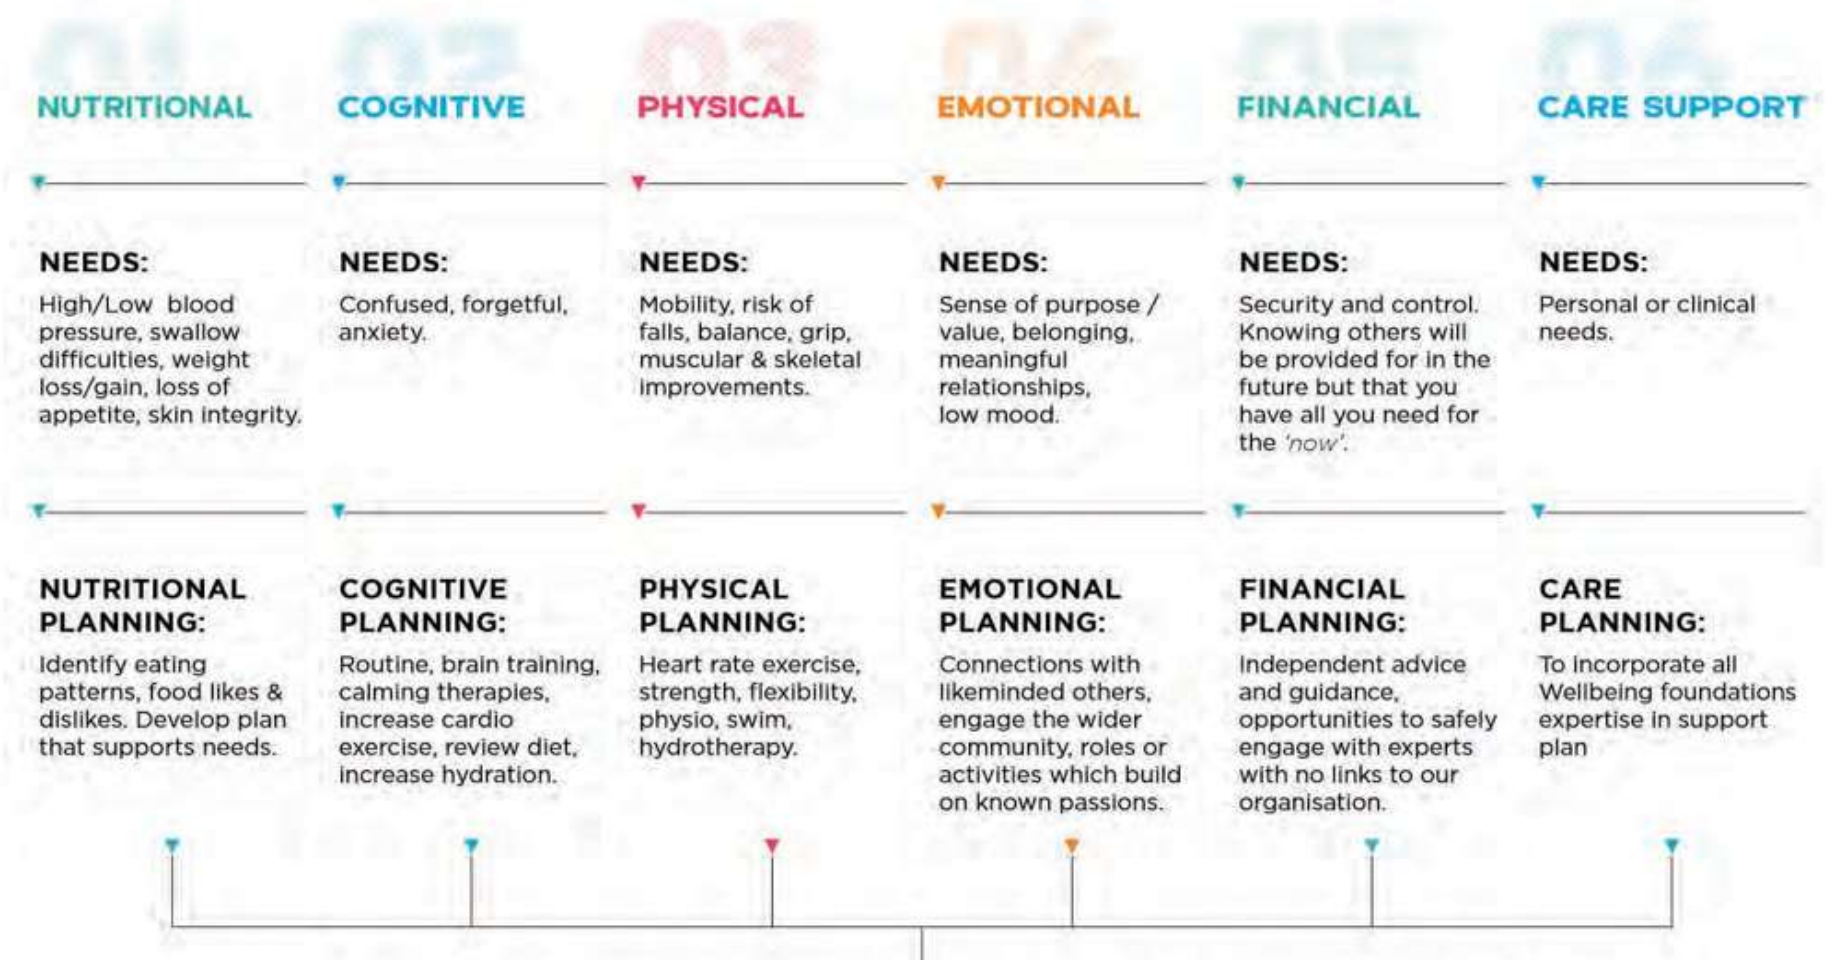 01
NUTRITIONAL
NEEDS:
High/Low blood
pressure, swallow
difficulties, weight
loss/gain, loss of
appetite, skin integrity.
NUTRITIONAL
PLANNING:
Identify eating
patterns, food likes &
dislikes. Develop plan
that supports needs.
02
COGNITIVE
NEEDS:
Confused, forgetful,
anxiety.
COGNITIVE
PLANNING:
Routine, brain training,
calming therapies,
increase cardio
exercise, review diet,
increase hydration.
03
PHYSICAL
NEEDS:
Mobility, risk of
falls, balance, grip,
muscular & skeletal
improvements.
PHYSICAL
PLANNING:
Heart rate exercise,
strength, flexibility,
physio, swim,
hydrotherapy.
04
EMOTIONAL
NEEDS:
Sense of purpose /
value, belonging,
meaningful
relationships,
low mood.
EMOTIONAL
PLANNING:
Connections with
likeminded others,
engage the wider
community, roles or
activities which build
on known passions.
05
FINANCIAL
NEEDS:
Security and control.
Knowing others will
be provided for in the
future but that you
have all you need for
the 'now'.
FINANCIAL
PLANNING:
Independent advice
and guidance,
opportunities to safely
engage with experts
with no links to our
organisation.
06
CARE SUPPORT
NEEDS:
Personal or clinical
needs.
CARE
PLANNING:
To incorporate all
Wellbeing foundations
expertise in support
plan